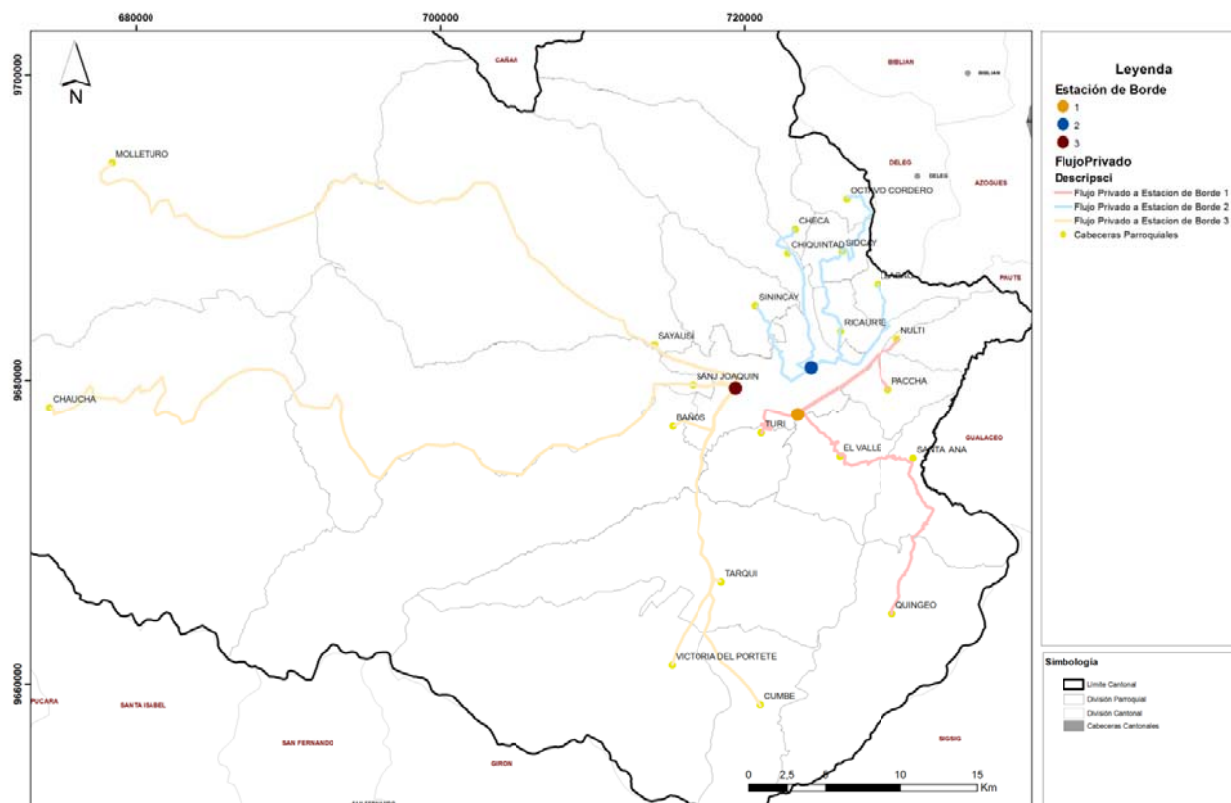 680000
700000
720000
9700000
9680000
9660000
N
CAÑAR
BIBLIAN
BIBLIAN
DELEG
DELEG
AZOGUES
MOLLETURO
OCTAVO CORDERO
CHECA
CHIQUINTAD
SIDCAY
PAUTE
SININCAY
RICAURTE
NULTI
SAYAUSÍ
SANJ JOAQUIN
PACCHA
CHAUCHA
BAÑOS
TURI
EL VALLE
SANTA ANA
GUALACEO
TARQUI
QUINGEO
VICTORIA DEL PORTETE
CUMBE
PUCARA
SANTA ISABEL
SAN FERNANDO
GIRON
SIGSIG
0 2,5 5 10 15
Km
Leyenda
Estación de Borde
1
2
3
FlujoPrivado
Descripsci
Flujo Privado a Estacion de Borde 1
Flujo Privado a Estacion de Borde 2
Flujo Privado a Estacion de Borde 3
Cabeceras Parroquiales
Simbología
Límite Cantonal
División Parroquial
División Cantonal
Cabeceras Cantonales